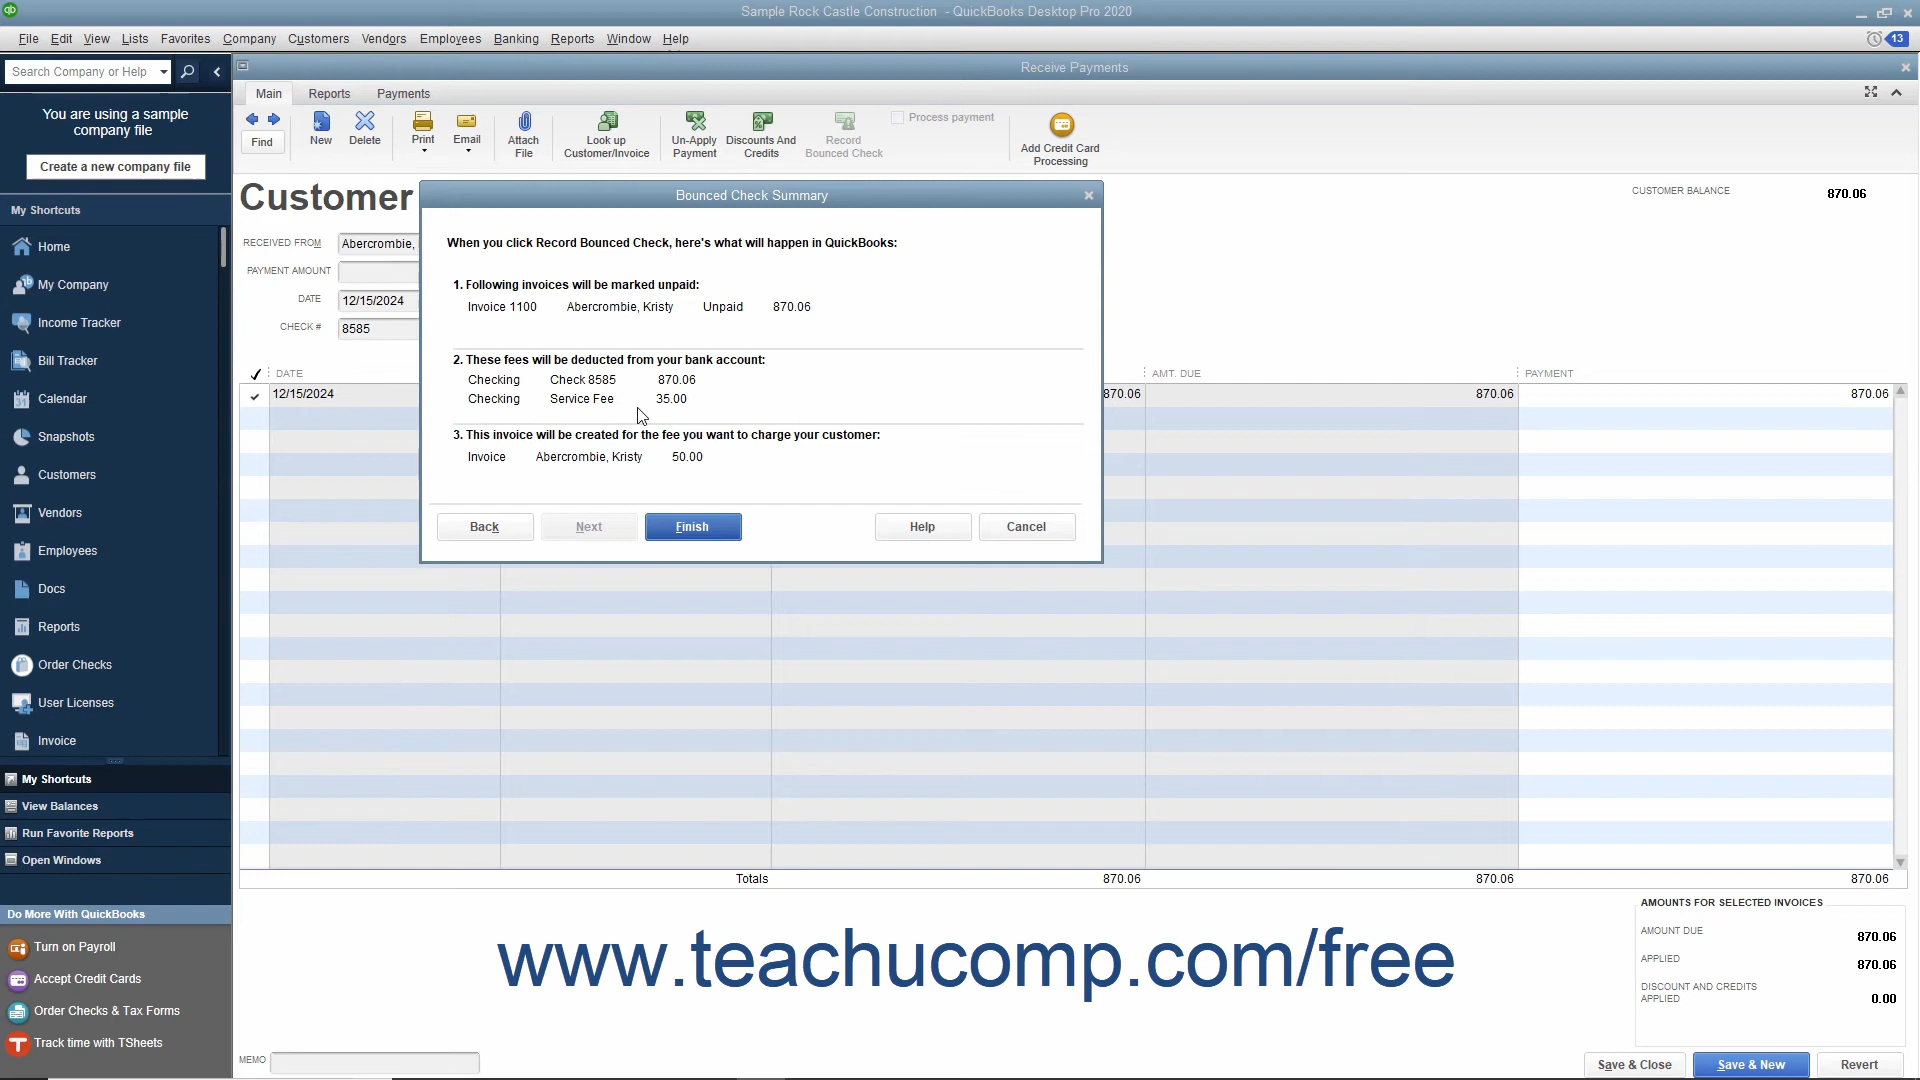 Sample Rock Castle Construction - QuickBooks Desktop Pro 2020
File Edit View Lists Favorites Company Customers Vendors Employees Banking Reports Window Help
13
Search Company or Help
Receive Payments
You are using a sample
company file
Create a new company file
My Shortcuts
Home
My Company
Income Tracker
Bill Tracker
Calendar
Snapshots
Customers
Vendors
Employees
Docs
Reports
Order Checks
User Licenses
Invoice
My Shortcuts
View Balances
Run Favorite Reports
Open Windows
Do More With QuickBooks
Turn on Payroll
Accept Credit Cards
Order Checks & Tax Forms
Track time with TSheets
Main Reports Payments
Find
New
Delete
Print
Email
Attach
File
Look up
Customer/Invoice
Un-Apply
Payment
Discounts And
Credits
Record
Bounced Check
Process payment
Add Credit Card
Processing
Customer
CUSTOMER BALANCE 870.06
RECEIVED FROM Abercrombie,
PAYMENT AMOUNT
DATE 12/15/2024
CHECK # 8585
Bounced Check Summary
When you click Record Bounced Check, here's what will happen in QuickBooks:
1. Following invoices will be marked unpaid:
Invoice 1100 Abercrombie, Kristy Unpaid 870.06
2. These fees will be deducted from your bank account:
Checking Check 8585 870.06
Checking Service Fee 35.00
3. This invoice will be created for the fee you want to charge your customer:
Invoice Abercrombie, Kristy 50.00
Back Next Finish Help Cancel
DATE AMT. DUE PAYMENT
12/15/2024 870.06 870.06 870.06
Totals 870.06 870.06 870.06
www.teachucomp.com/free
AMOUNTS FOR SELECTED INVOICES
AMOUNT DUE 870.06
APPLIED 870.06
DISCOUNT AND CREDITS
APPLIED 0.00
MEMO
Save & Close Save & New Revert